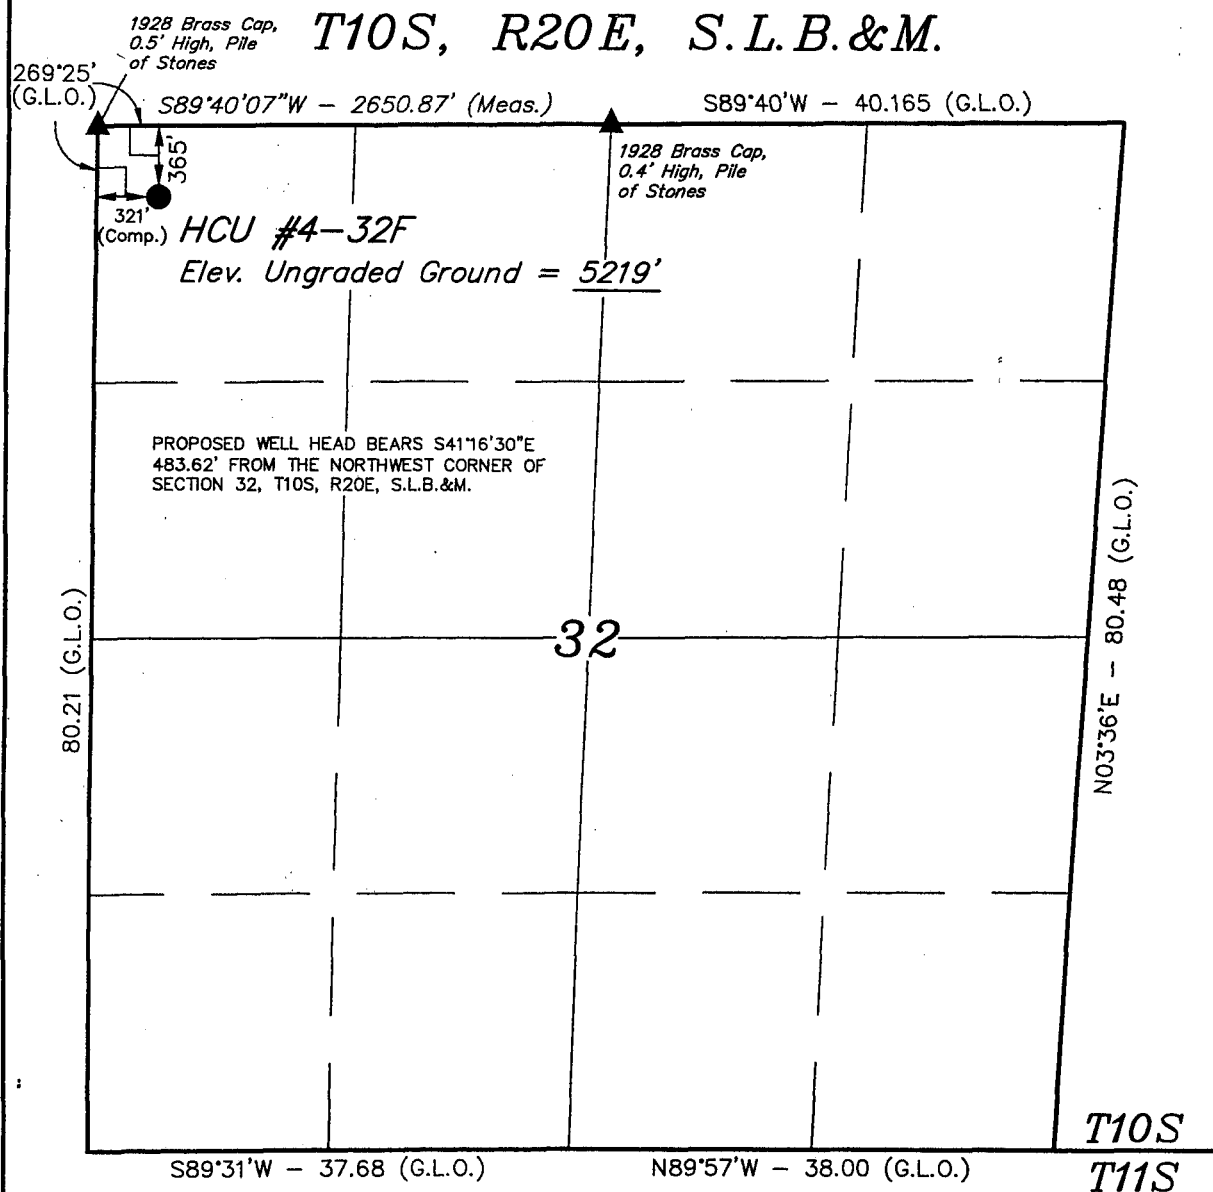 T10S, R20E, S.L.B.&M.
1928 Brass Cap,
0.5' High, Pile
of Stones
269°25'
(G.L.O.)
S89°40'07"W - 2650.87' (Meas.)
S89°40'W - 40.165 (G.L.O.)
365'
1928 Brass Cap,
0.4' High, Pile
of Stones
321'
(Comp.)
HCU #4-32F
Elev. Ungraded Ground = 5219'
PROPOSED WELL HEAD BEARS S41°16'30"E
483.62' FROM THE NORTHWEST CORNER OF
SECTION 32, T10S, R20E, S.L.B.&M.
80.21 (G.L.O.)
32
N03°36'E - 80.48 (G.L.O.)
T10S
S89°31'W - 37.68 (G.L.O.)
N89°57'W - 38.00 (G.L.O.)
T11S